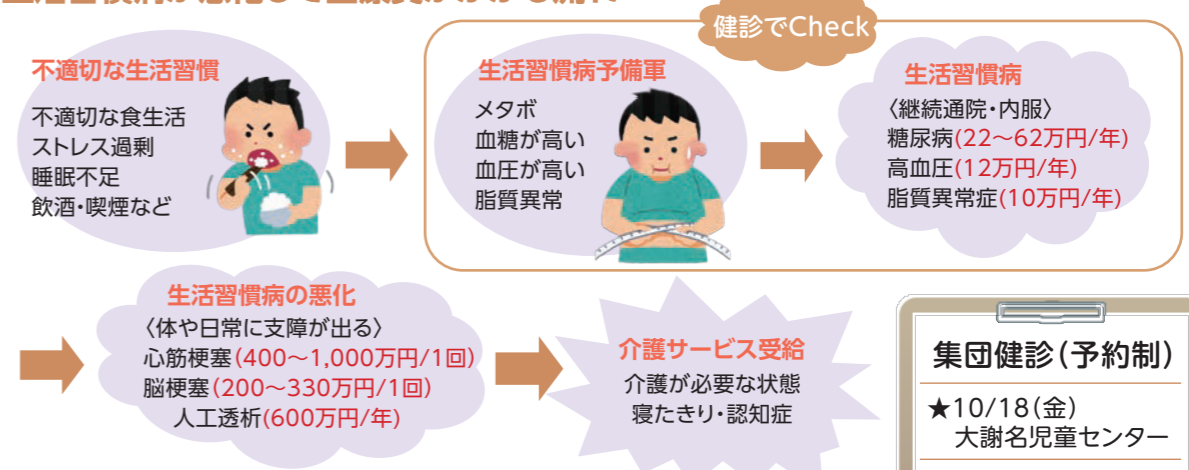 健診でCheck
不適切な生活習慣
不適切な食生活
ストレス過剰
睡眠不足
飲酒・喫煙など
生活習慣病予備軍
メタボ
血糖が高い
血圧が高い
脂質異常
生活習慣病
〈継続通院・内服〉
糖尿病(22〜62万円/年)
高血圧(12万円/年)
脂質異常症(10万円/年)
生活習慣病の悪化
〈体や日常に支障が出る〉
心筋梗塞(400〜1,000万円/1回)
脳梗塞(200〜330万円/1回)
人工透析(600万円/年)
介護サービス受給
介護が必要な状態
寝たきり・認知症
集団健診(予約制)
★10/18(金)
大謝名児童センター